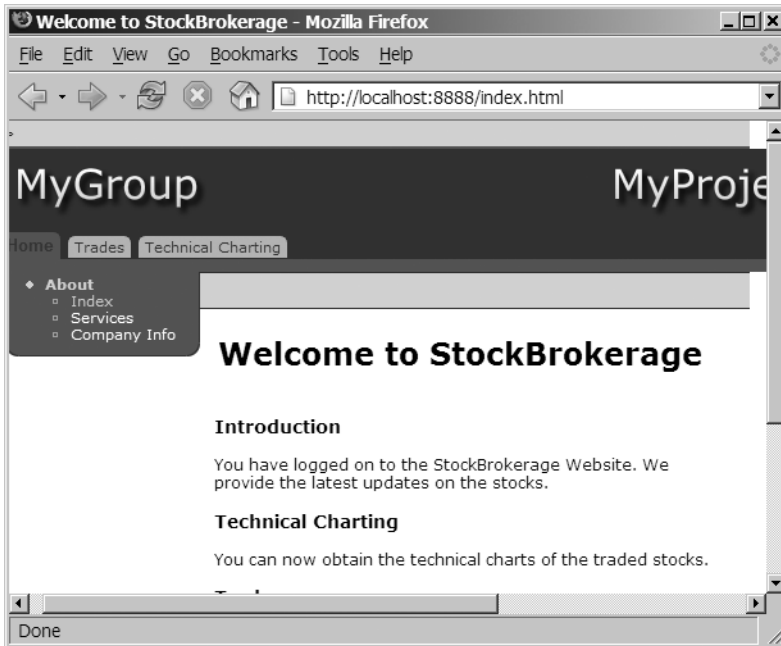 Welcome to StockBrokerage - Mozilla Firefox
File Edit View Go Bookmarks Tools Help
http://localhost:8888/index.html
MyGroup MyProje
Home Trades Technical Charting
About
Index
Services
Company Info
Welcome to StockBrokerage
Introduction
You have logged on to the StockBrokerage Website. We
provide the latest updates on the stocks.
Technical Charting
You can now obtain the technical charts of the traded stocks.
Done